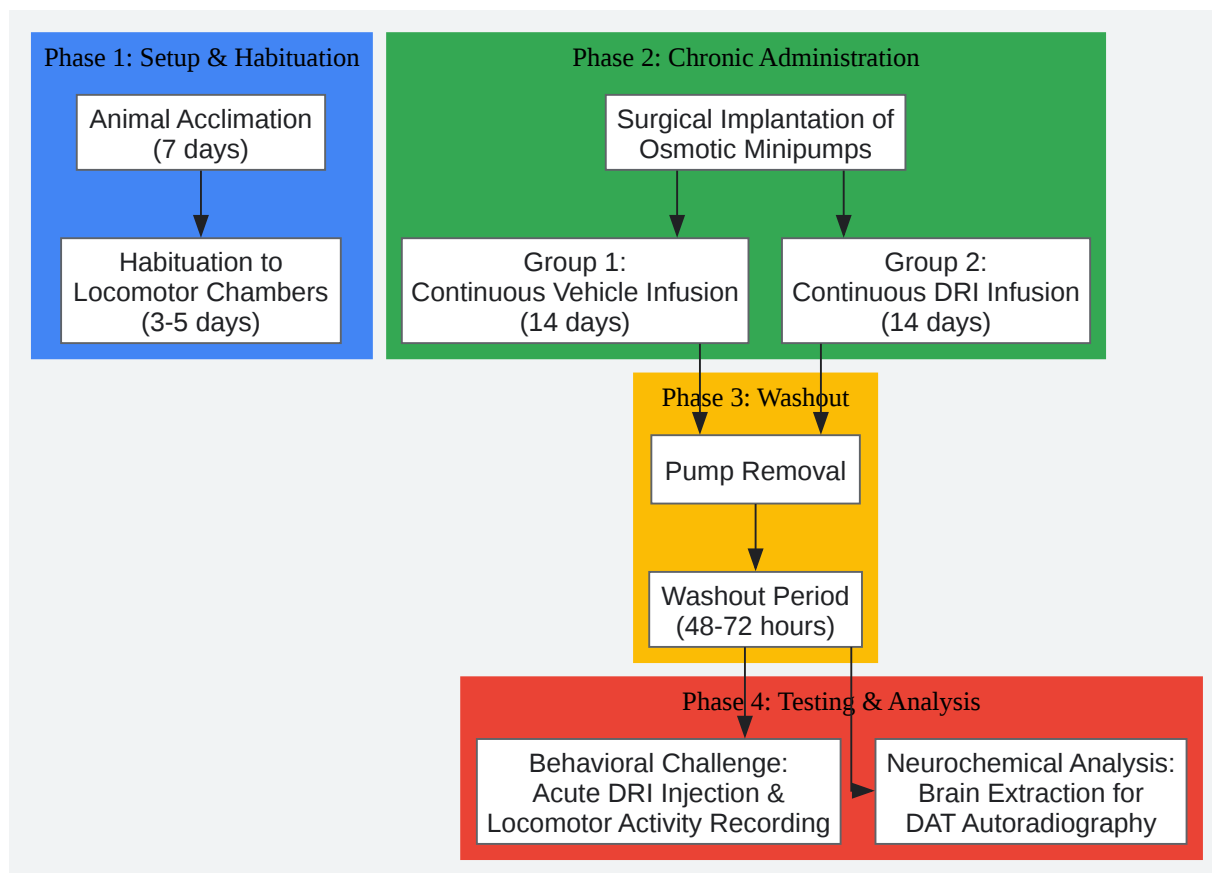 Phase 1: Setup & Habituation
Animal Acclimation
(7 days)
Habituation to
Locomotor Chambers
(3-5 days)
Phase 2: Chronic Administration
Surgical Implantation of
Osmotic Minipumps
Group 1:
Continuous Vehicle Infusion
(14 days)
Group 2:
Continuous DRI Infusion
(14 days)
Phase 3: Washout
Pump Removal
Washout Period
(48-72 hours)
Phase 4: Testing & Analysis
Behavioral Challenge:
Acute DRI Injection &
Locomotor Activity Recording
Neurochemical Analysis:
Brain Extraction for
DAT Autoradiography